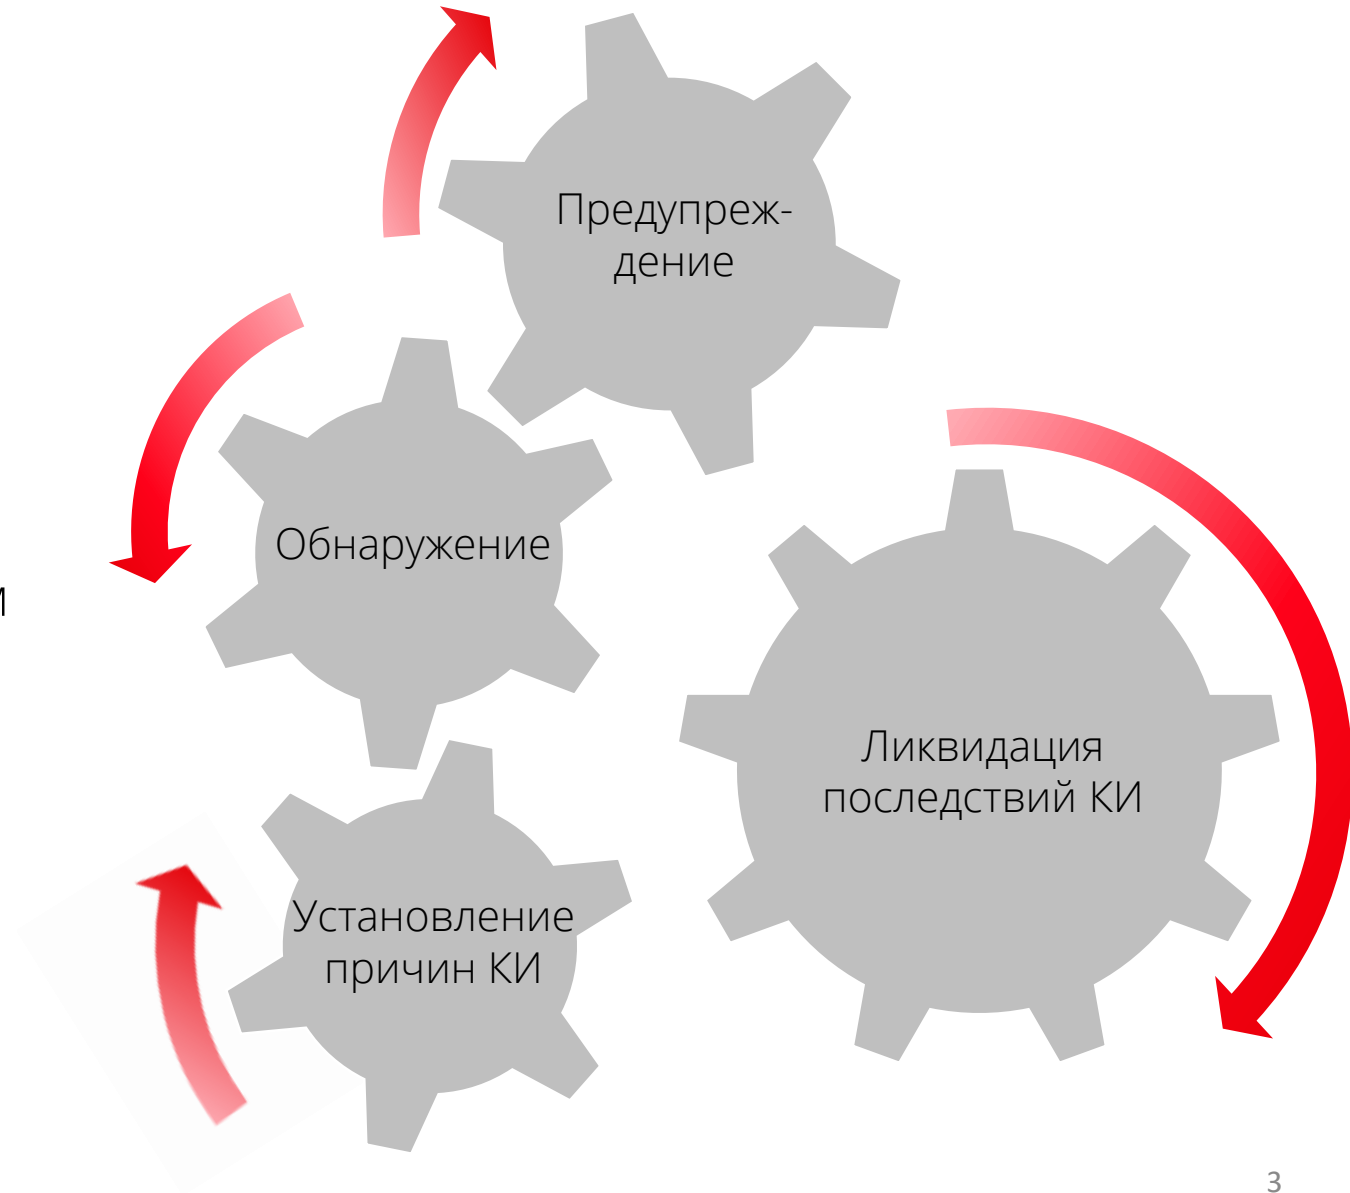 Предупреж-
дение
Обнаружение
И
Ликвидация
последствий КИ
Установление
причин КИ
3